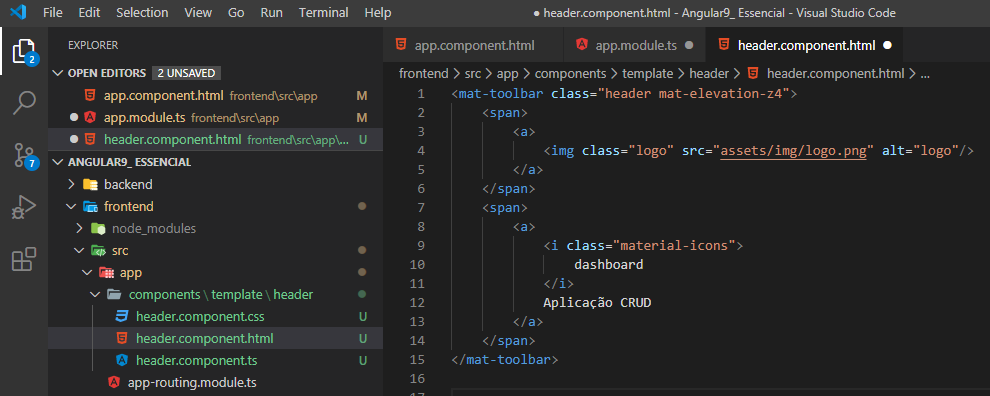 File Edit Selection View Go Run Terminal Help ● header.component.html - Angular9_ Essencial - Visual Studio Code
EXPLORER
OPEN EDITORS 2 UNSAVED
app.component.html frontend\src\app M
● app.module.ts frontend\src\app M
● header.component.html frontend\src\app\... U
ANGULAR9_ ESSENCIAL
backend
frontend
node_modules
src
app
components \ template \ header
header.component.css U
header.component.html U
header.component.ts U
app-routing.module.ts
2
7
app.component.html app.module.ts ● header.component.html ●
frontend > src > app > components > template > header > header.component.html > ...
1 <mat-toolbar class="header mat-elevation-z4">
2 <span>
3 <a>
4 <img class="logo" src="assets/img/logo.png" alt="logo"/>
5 </a>
6 </span>
7 <span>
8 <a>
9 <i class="material-icons">
10 dashboard
11 </i>
12 Aplicação CRUD
13 </a>
14 </span>
15 </mat-toolbar>
16
17